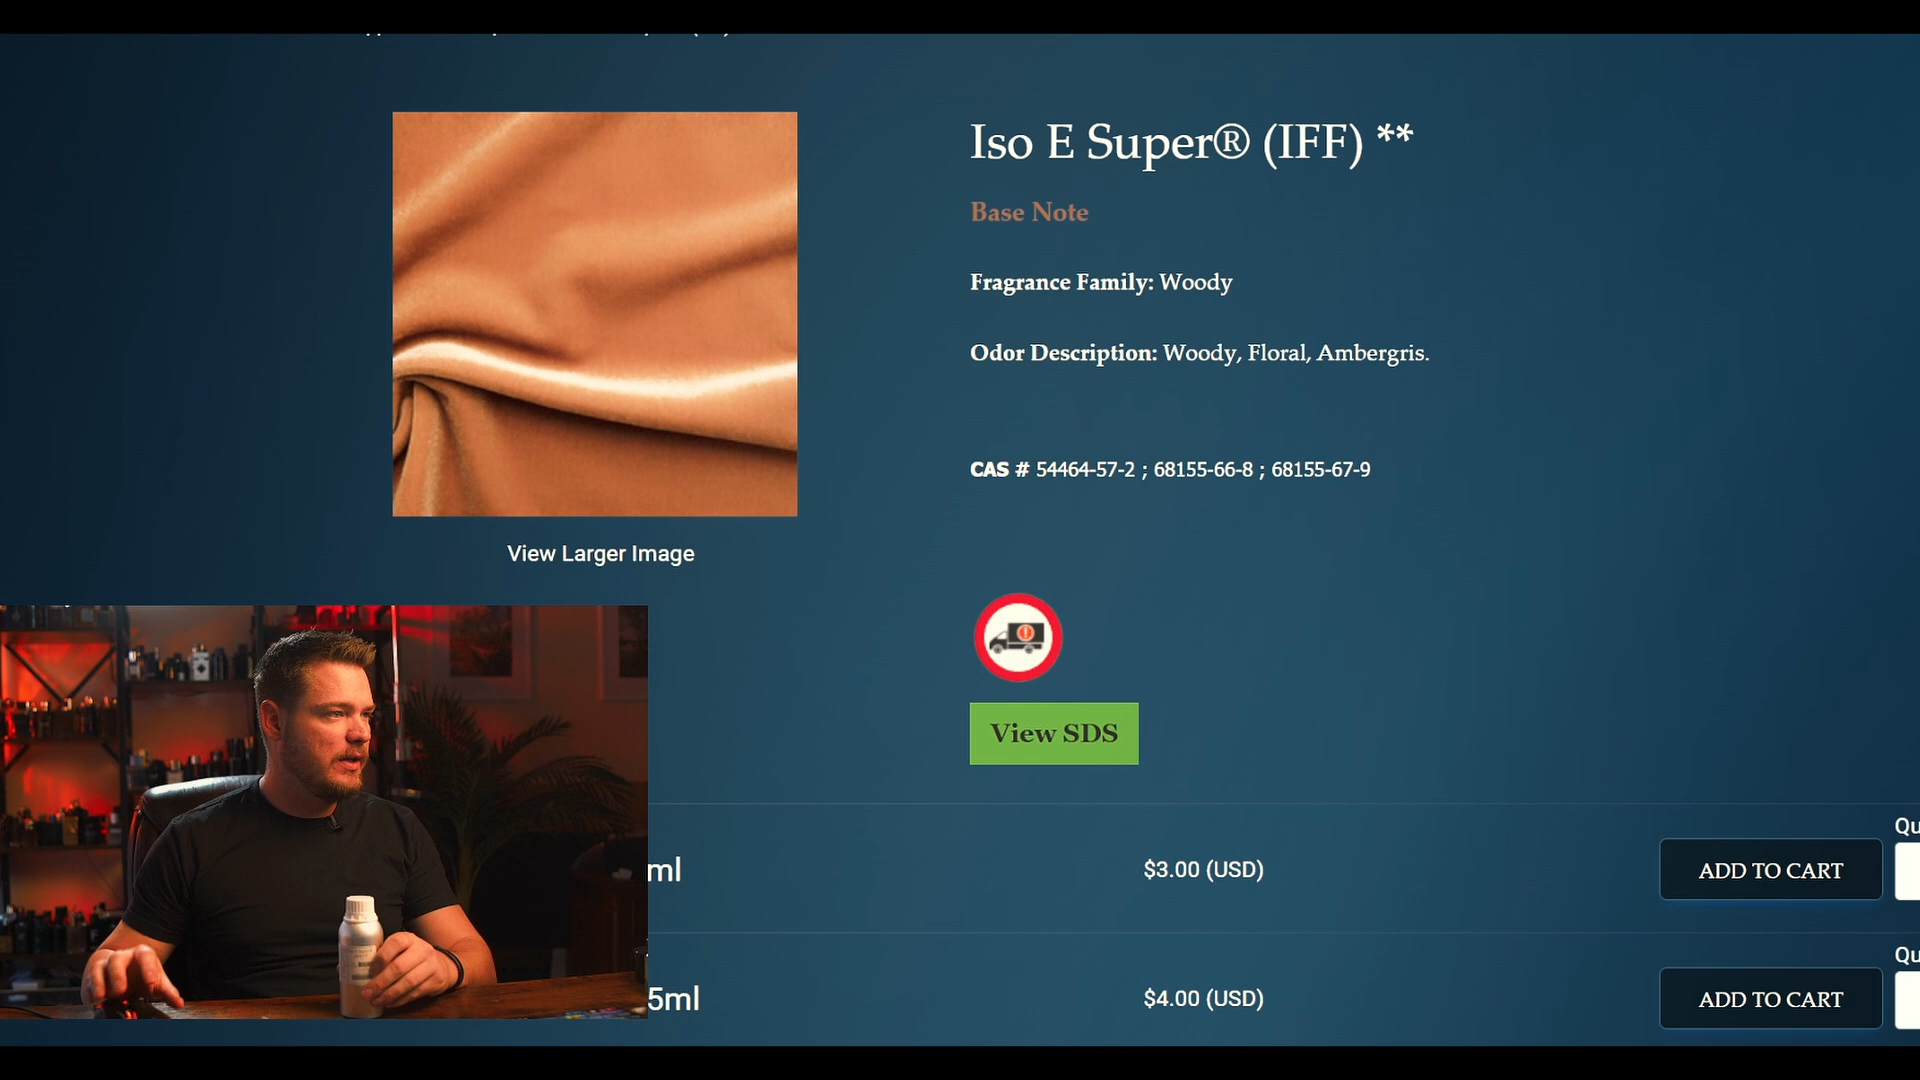 Iso E Super® (IFF) **
Base Note
Fragrance Family: Woody
Odor Description: Woody, Floral, Ambergris.
CAS # 54464-57-2 ; 68155-66-8 ; 68155-67-9
View Larger Image
View SDS
ml
$3.00 (USD)
ADD TO CART
Qu
5ml
$4.00 (USD)
ADD TO CART
Qu